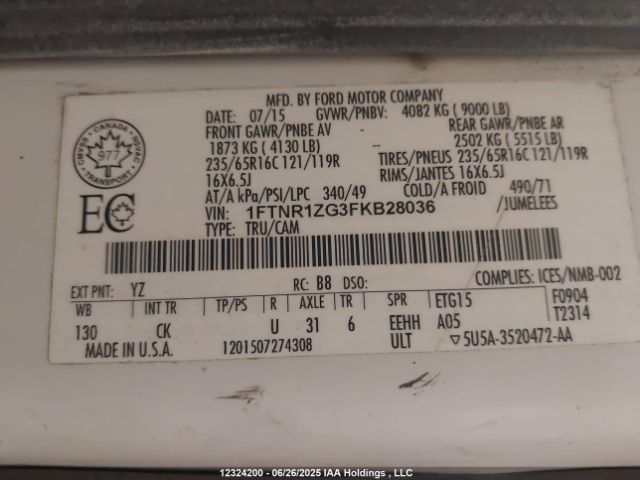 MFD. BY FORD MOTOR COMPANY
DATE: 07/15 GVWR/PNBV: 4082 KG ( 9000 LB)
FRONT GAWR/PNBE AV REAR GAWR/PNBE AR
1873 KG ( 4130 LB) -- 2502 KG ( 5515 LB)
235/65R16C 121/119R TIRES/PNEUS 235/65R16C 121/119R
16X6.5J RIMS/JANTES 16X6.5J
AT/A kPa/PSI/LPC 340/49 COLD/A FROID 490/71
VIN: 1FTNR1ZG3FKB28036 /JUMELEES
TYPE: TRU/CAM
CANADA
CMVSS NSVAC
977
TRANSPORT
EC
EXT PNT: YZ RC: B8 DSO: COMPLIES: ICES/NMB-002
WB INT TR TP/PS R AXLE TR SPR ETG15 F0904
130 CK U 31 6 EEHH A05 T2314
MADE IN U.S.A. 1201507274308 ULT ▽5U5A-3520472-AA
12324200 - 06/26/2025 IAA Holdings , LLC